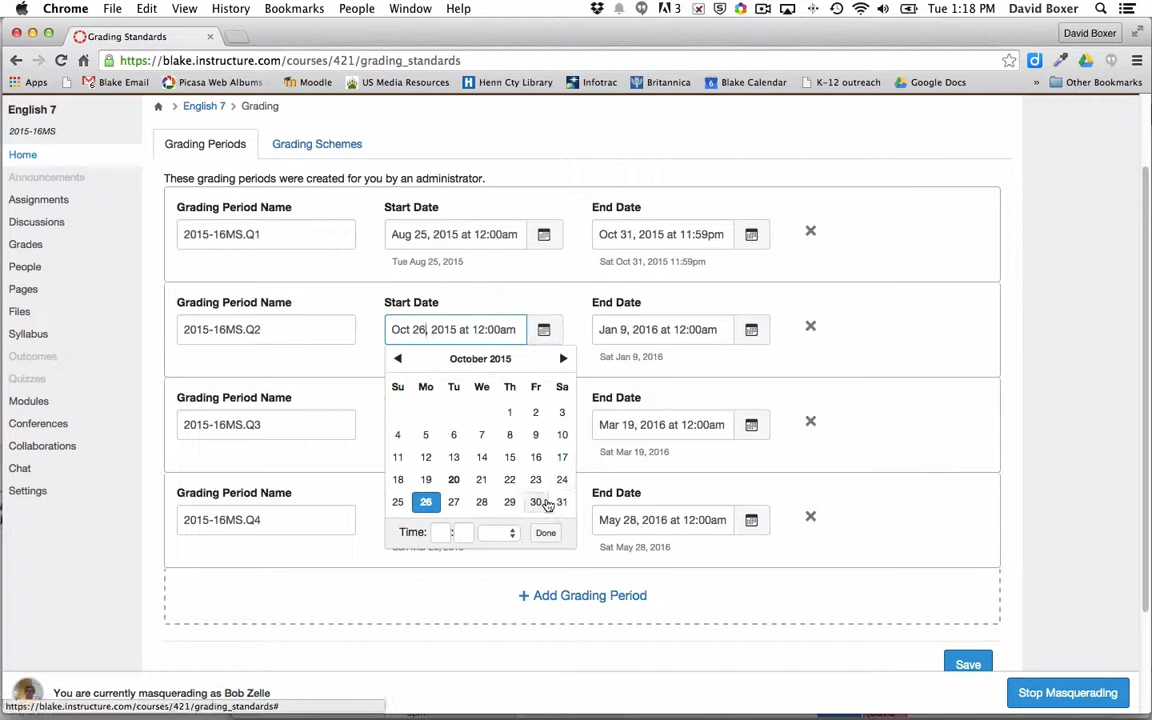 Chrome File Edit View History Bookmarks People Window Help 3 Tue 1:18 PM David Boxer
Grading Standards × David Boxer
https://blake.instructure.com/courses/421/grading_standards
Apps Blake Email Picasa Web Albums Moodle US Media Resources Henn Cty Library Infotrac Britannica Blake Calendar K–12 outreach Google Docs » Other Bookmarks
English 7
2015-16MS
Home
Announcements
Assignments
Discussions
Grades
People
Pages
Files
Syllabus
Outcomes
Quizzes
Modules
Conferences
Collaborations
Chat
Settings
English 7 > Grading
Grading Periods Grading Schemes
These grading periods were created for you by an administrator.
Grading Period Name Start Date End Date
2015-16MS.Q1 Aug 25, 2015 at 12:00am Oct 31, 2015 at 11:59pm
Tue Aug 25, 2015 Sat Oct 31, 2015 11:59pm
Grading Period Name Start Date End Date
2015-16MS.Q2 Oct 26, 2015 at 12:00am Jan 9, 2016 at 12:00am
Sat Jan 9, 2016
October 2015
Su Mo Tu We Th Fr Sa
1 2 3
4 5 6 7 8 9 10
11 12 13 14 15 16 17
18 19 20 21 22 23 24
25 26 27 28 29 30 31
Time: : Done
Grading Period Name End Date
2015-16MS.Q3 Mar 19, 2016 at 12:00am
Sat Mar 19, 2016
Grading Period Name End Date
2015-16MS.Q4 May 28, 2016 at 12:00am
Sat May 28, 2016
+ Add Grading Period
Save
You are currently masquerading as Bob Zelle Stop Masquerading
https://blake.instructure.com/courses/421/grading_standards#